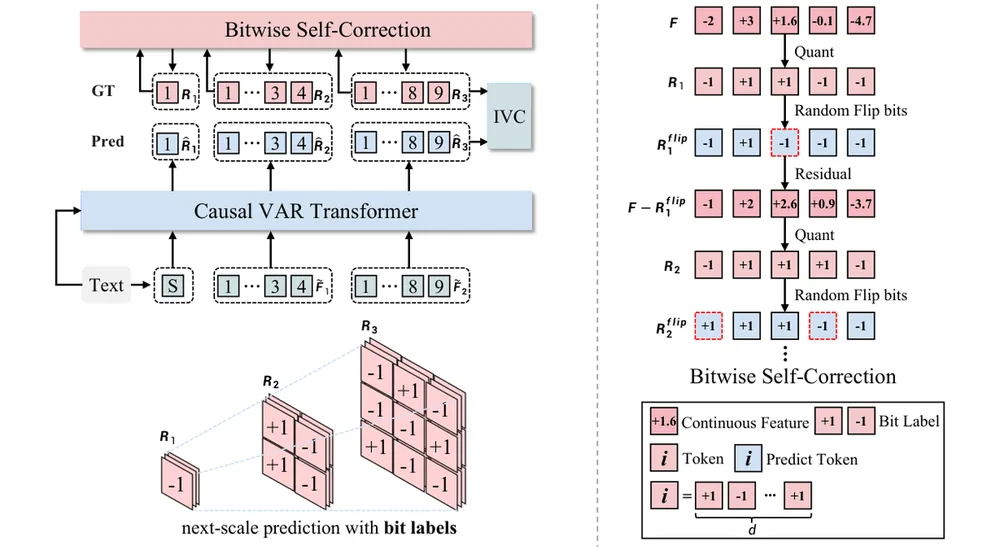 Bitwise Self-Correction
GT
1 R₁ 1 ··· 3 4 R₂ 1 ··· 8 9 R₃
IVC
Pred
1 R̂₁ 1 ··· 3 4 R̂₂ 1 ··· 8 9 R̂₃
Causal VAR Transformer
Text
S 1 ··· 3 4 F̃₁ 1 ··· 8 9 F̃₂
R₁
-1
R₂
+1 -1
+1 -1
R₃
-1 +1 -1
-1 -1 +1
+1 -1 -1
next-scale prediction with bit labels
F -2 +3 +1.6 -0.1 -4.7
Quant
R₁ -1 +1 +1 -1 -1
Random Flip bits
R₁^flip -1 +1 -1 -1 -1
Residual
F − R₁^flip -1 +2 +2.6 +0.9 -3.7
Quant
R₂ -1 +1 +1 +1 -1
Random Flip bits
R₂^flip +1 +1 +1 -1 -1
⋮
Bitwise Self-Correction
+1.6 Continuous Feature +1 -1 Bit Label
i Token i Predict Token
i = +1 -1 ··· +1
d